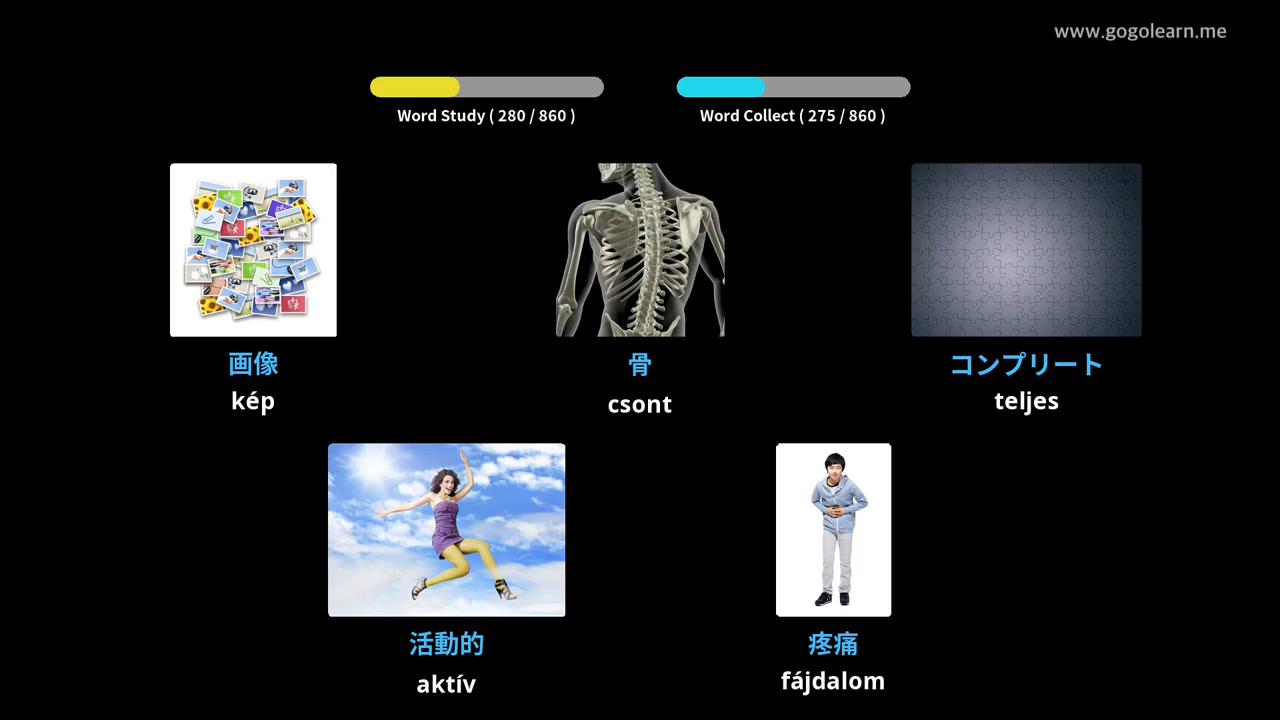 www.gogolearn.me
Word Study ( 280 / 860 )
Word Collect ( 275 / 860 )
画像
kép
骨
csont
コンプリート
teljes
活動的
aktív
疼痛
fájdalom